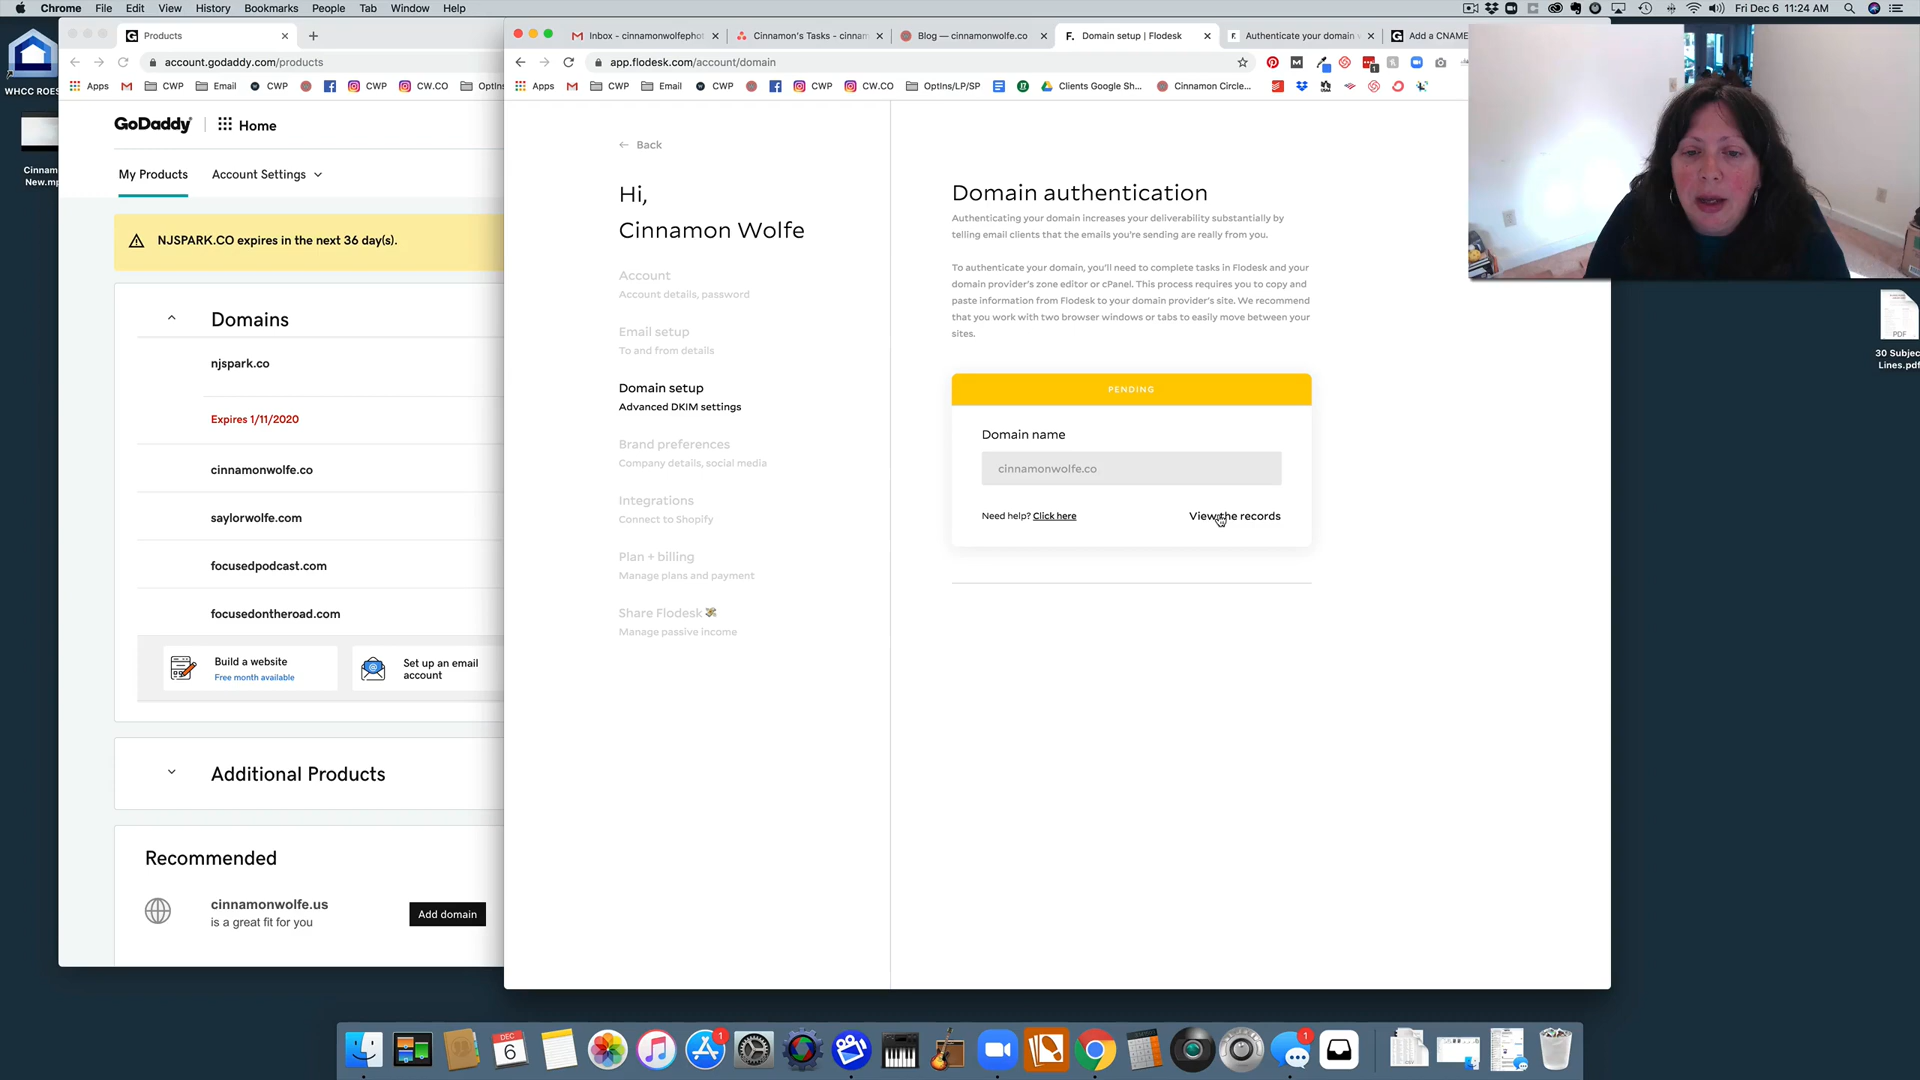 Chrome File Edit View History Bookmarks People Tab Window Help
Fri Dec 6 11:24 AM
WHCC ROES
Cinnam
New.mp
Products
account.godaddy.com/products
Apps CWP Email CWP CWP CW.CO OptIns
GoDaddy Home
My Products Account Settings
NJSPARK.CO expires in the next 36 day(s).
Domains
njspark.co
Expires 1/11/2020
cinnamonwolfe.co
saylorwolfe.com
focusedpodcast.com
focusedontheroad.com
Build a website
Free month available
Set up an email
account
Additional Products
Recommended
cinnamonwolfe.us
is a great fit for you
Add domain
Inbox - cinnamonwolfephot
Cinnamon's Tasks - cinnam
Blog — cinnamonwolfe.co
Domain setup | Flodesk
Authenticate your domain
Add a CNAME
app.flodesk.com/account/domain
Apps CWP Email CWP CWP CW.CO OptIns/LP/SP Clients Google Sh... Cinnamon Circle...
Back
Hi,
Cinnamon Wolfe
Account
Account details, password
Email setup
To and from details
Domain setup
Advanced DKIM settings
Brand preferences
Company details, social media
Integrations
Connect to Shopify
Plan + billing
Manage plans and payment
Share Flodesk
Manage passive income
Domain authentication
Authenticating your domain increases your deliverability substantially by
telling email clients that the emails you're sending are really from you.
To authenticate your domain, you'll need to complete tasks in Flodesk and your
domain provider's zone editor or cPanel. This process requires you to copy and
paste information from Flodesk to your domain provider's site. We recommend
that you work with two browser windows or tabs to easily move between your
sites.
PENDING
Domain name
cinnamonwolfe.co
Need help? Click here
View the records
PDF
30 Subjec
Lines.pdf
DEC
6
1
1